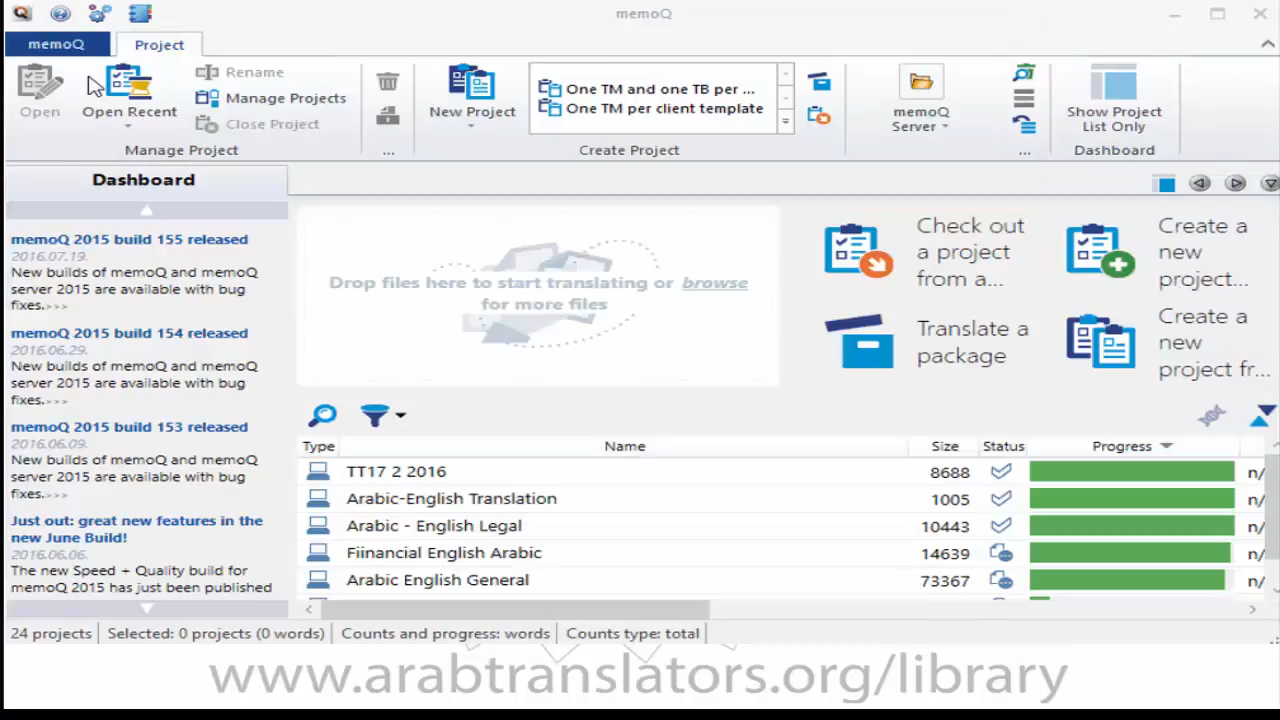 memoQ
memoQ
Project
Open
Open Recent
Rename
Manage Projects
Close Project
Manage Project
...
New Project
One TM and one TB per ...
One TM per client template
Create Project
memoQ
Server
...
Show Project
List Only
Dashboard
Dashboard
memoQ 2015 build 155 released
2016.07.19.
New builds of memoQ and memoQ
server 2015 are available with bug
fixes.>>>
memoQ 2015 build 154 released
2016.06.29.
New builds of memoQ and memoQ
server 2015 are available with bug
fixes.>>>
memoQ 2015 build 153 released
2016.06.09.
New builds of memoQ and memoQ
server 2015 are available with bug
fixes.>>>
Just out: great new features in the
new June Build!
2016.06.06.
The new Speed + Quality build for
memoQ 2015 has just been published
Drop files here to start translating or browse
for more files
Check out
a project
from a...
Create a
new
project...
Translate a
package
Create a
new
project fr...
Type Name Size Status Progress
TT17 2 2016 8688 n/
Arabic-English Translation 1005 n/
Arabic - English Legal 10443 n/
Fiinancial English Arabic 14639 n/
Arabic English General 73367 n/
24 projects Selected: 0 projects (0 words) Counts and progress: words Counts type: total
www.arabtranslators.org/library